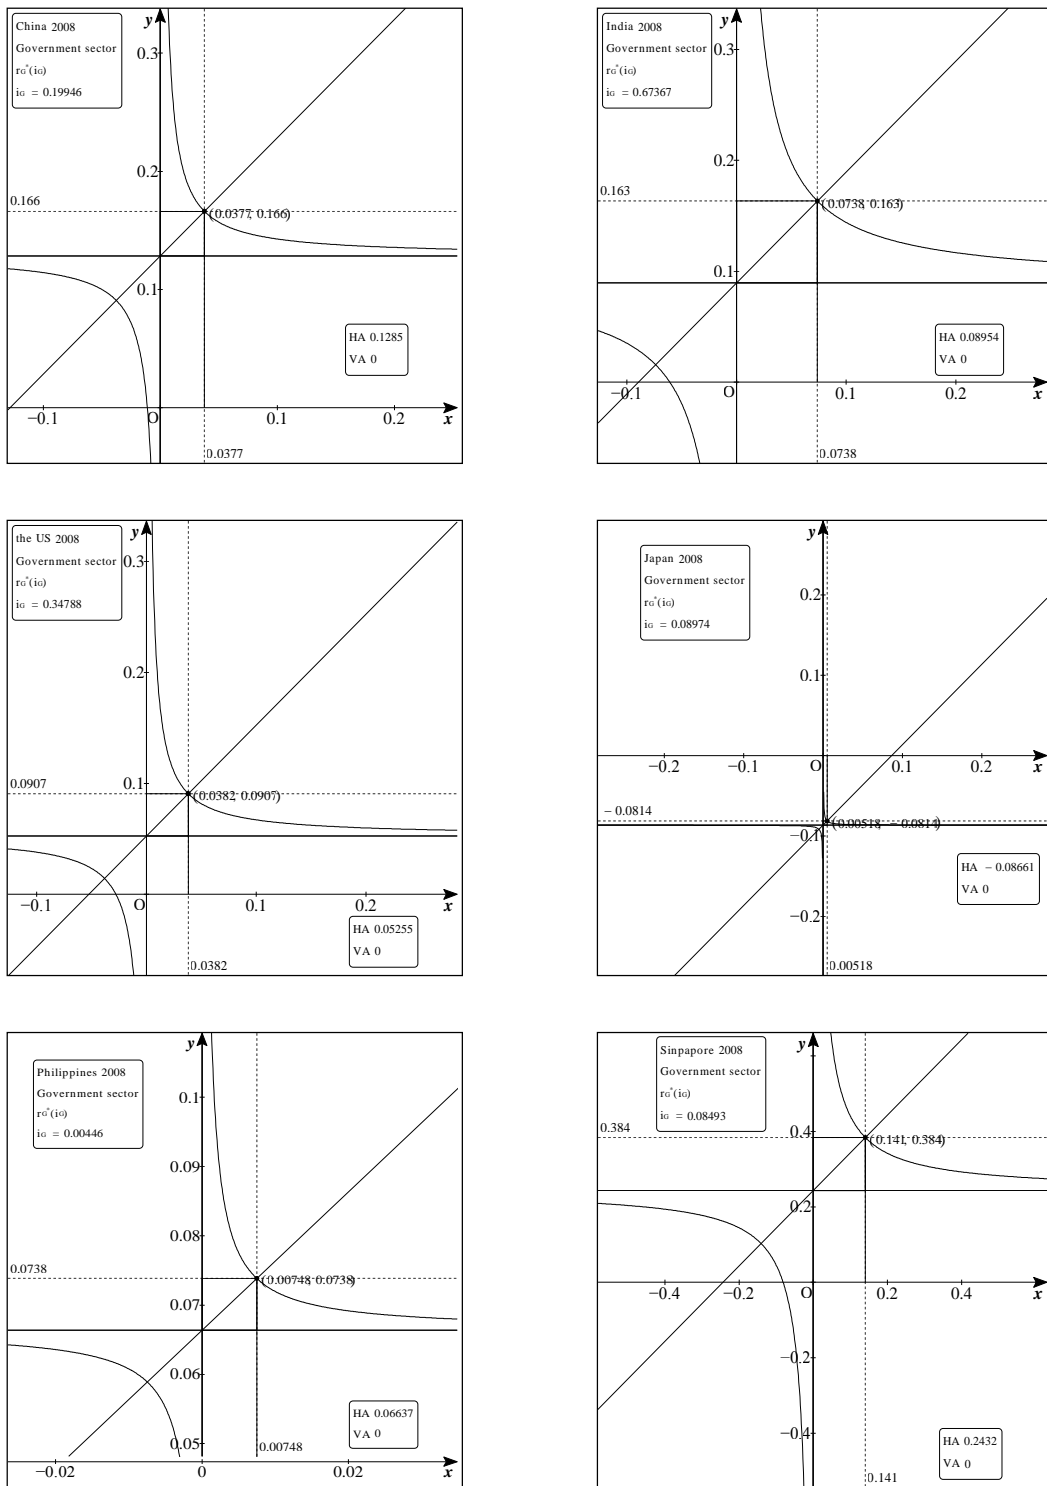 China 2008
Government sector
rG*(iG)
iG = 0.19946
y
0.3
0.2
0.166
(0.0377, 0.166)
0.1
HA 0.1285
VA 0
−0.1
O
0.1
0.2
x
0.0377
India 2008
Government sector
rG*(iG)
iG = 0.67367
y
0.3
0.2
0.163
(0.0738, 0.163)
0.1
HA 0.08954
VA 0
−0.1
O
0.1
0.2
x
0.0738
the US 2008
Government sector
rG*(iG)
iG = 0.34788
y
0.3
0.2
0.1
0.0907
(0.0382, 0.0907)
−0.1
O
0.1
0.2
x
HA 0.05255
VA 0
0.0382
Japan 2008
Government sector
rG*(iG)
iG = 0.08974
y
0.2
0.1
−0.2
−0.1
O
0.1
0.2
x
−0.0814
(0.00518, −0.0814)
−0.1
HA −0.08661
VA 0
−0.2
0.00518
Philippines 2008
Government sector
rG*(iG)
iG = 0.00446
y
0.1
0.09
0.08
0.0738
(0.00748, 0.0738)
0.07
0.06
HA 0.06637
VA 0
0.05
0.00748
−0.02
0
0.02
x
Sinpapore 2008
Government sector
rG*(iG)
iG = 0.08493
y
0.384
0.4
(0.141, 0.384)
0.2
−0.4
−0.2
O
0.2
0.4
x
−0.2
−0.4
HA 0.2432
VA 0
0.141